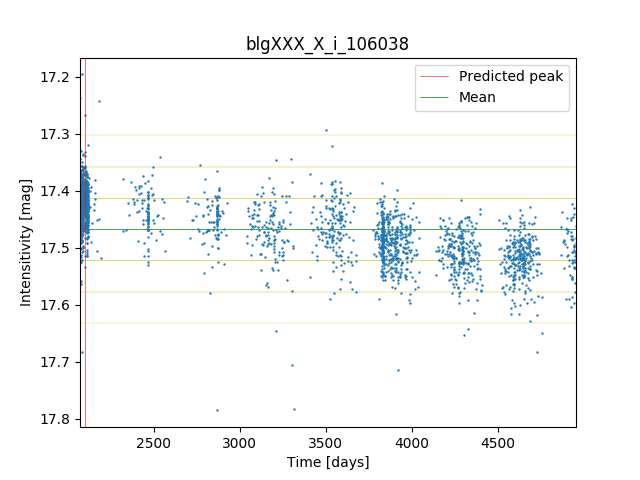 blgXXX_X_i_106038
Predicted peak
Mean
17.2
17.3
17.4
17.5
17.6
17.7
17.8
Intensitivity [mag]
2500
3000
3500
4000
4500
Time [days]